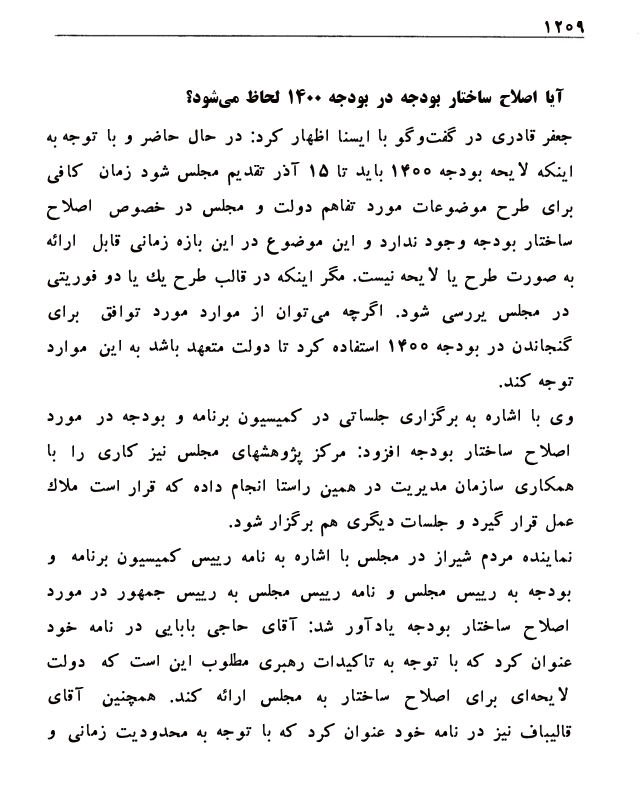 ۱۲۵۹
آیا اصلاح ساختار بودجه در بودجه ۱۴۰۰ لحاظ می‌شود؟
جعفر قادری در گفت‌وگو با ایسنا اظهار کرد: در حال حاضر و با توجه به
اینکه لایحه بودجه ۱۴۰۰ باید تا ۱۵ آذر تقدیم مجلس شود زمان کافی
برای طرح موضوعات مورد تفاهم دولت و مجلس در خصوص اصلاح
ساختار بودجه وجود ندارد و این موضوع در این بازه زمانی قابل ارائه
به صورت طرح یا لایحه نیست. مگر اینکه در قالب طرح یك یا دو فوریتی
در مجلس بررسی شود. اگرچه می‌توان از موارد مورد توافق برای
گنجاندن در بودجه ۱۴۰۰ استفاده کرد تا دولت متعهد باشد به این موارد
توجه کند.
وی با اشاره به برگزاری جلساتی در کمیسیون برنامه و بودجه در مورد
اصلاح ساختار بودجه افزود: مرکز پژوهشهای مجلس نیز کاری را با
همکاری سازمان مدیریت در همین راستا انجام داده که قرار است ملاك
عمل قرار گیرد و جلسات دیگری هم برگزار شود.
نماینده مردم شیراز در مجلس با اشاره به نامه رییس کمیسیون برنامه و
بودجه به رییس مجلس و نامه رییس مجلس به رییس جمهور در مورد
اصلاح ساختار بودجه یادآور شد: آقای حاجی بابایی در نامه خود
عنوان کرد که با توجه به تاکیدات رهبری مطلوب این است که دولت
لایحه‌ای برای اصلاح ساختار به مجلس ارائه کند. همچنین آقای
قالیباف نیز در نامه خود عنوان کرد که با توجه به محدودیت زمانی و